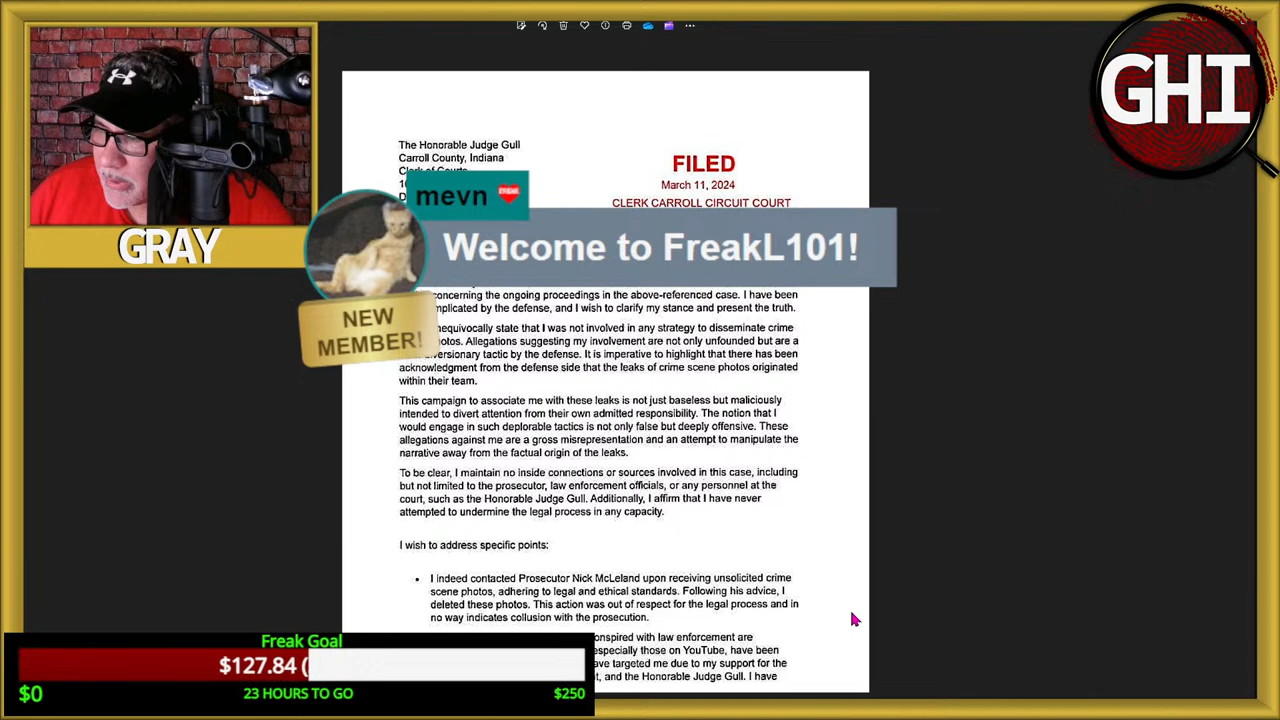 GHI
GRAY
The Honorable Judge Gull
Carroll County, Indiana
Clerk of Courts
FILED
March 11, 2024
CLERK CARROLL CIRCUIT COURT
mevn
Welcome to FreakL101!
NEW
MEMBER!
concerning the ongoing proceedings in the above-referenced case. I have been
mplicated by the defense, and I wish to clarify my stance and present the truth.
nequivocally state that I was not involved in any strategy to disseminate crime
otos. Allegations suggesting my involvement are not only unfounded but are a
versionary tactic by the defense. It is imperative to highlight that there has been
acknowledgment from the defense side that the leaks of crime scene photos originated
within their team.
This campaign to associate me with these leaks is not just baseless but maliciously
intended to divert attention from their own admitted responsibility. The notion that I
would engage in such deplorable tactics is not only false but deeply offensive. These
allegations against me are a gross misrepresentation and an attempt to manipulate the
narrative away from the factual origin of the leaks.
To be clear, I maintain no inside connections or sources involved in this case, including
but not limited to the prosecutor, law enforcement officials, or any personnel at the
court, such as the Honorable Judge Gull. Additionally, I affirm that I have never
attempted to undermine the legal process in any capacity.
I wish to address specific points:
• I indeed contacted Prosecutor Nick McLeland upon receiving unsolicited crime
scene photos, adhering to legal and ethical standards. Following his advice, I
deleted these photos. This action was out of respect for the legal process and in
no way indicates collusion with the prosecution.
onspired with law enforcement are
especially those on YouTube, have been
ave targeted me due to my support for the
t, and the Honorable Judge Gull. I have
Freak Goal
$127.84 (
$0
23 HOURS TO GO
$250